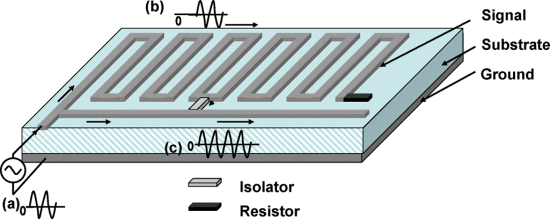 (b)
0
Signal
Substrate
Ground
(c) 0
(a) 0
Isolator
Resistor